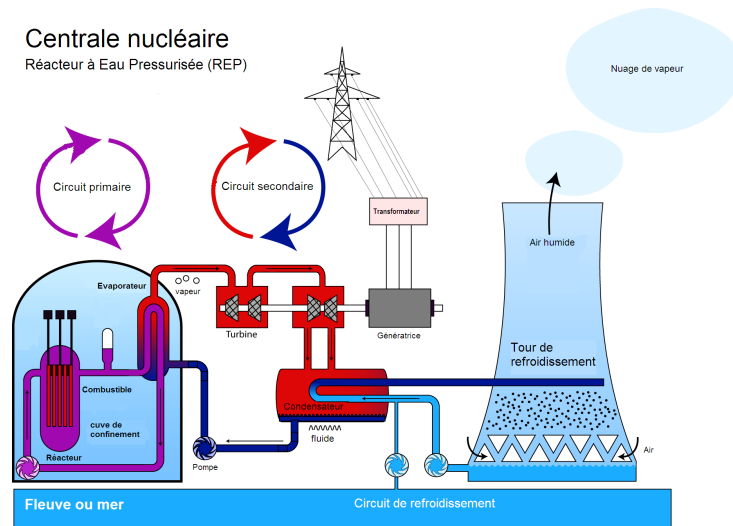 Centrale nucléaire
Réacteur à Eau Pressurisée (REP)
Nuage de vapeur
Circuit primaire
Circuit secondaire
Transformateur
Air humide
Evaporateur
vapeur
Turbine
Génératrice
Tour de
refroidissement
Combustible
Condensateur
cuve de
confinement
fluide
Réacteur
Pompe
Air
Fleuve ou mer
Circuit de refroidissement